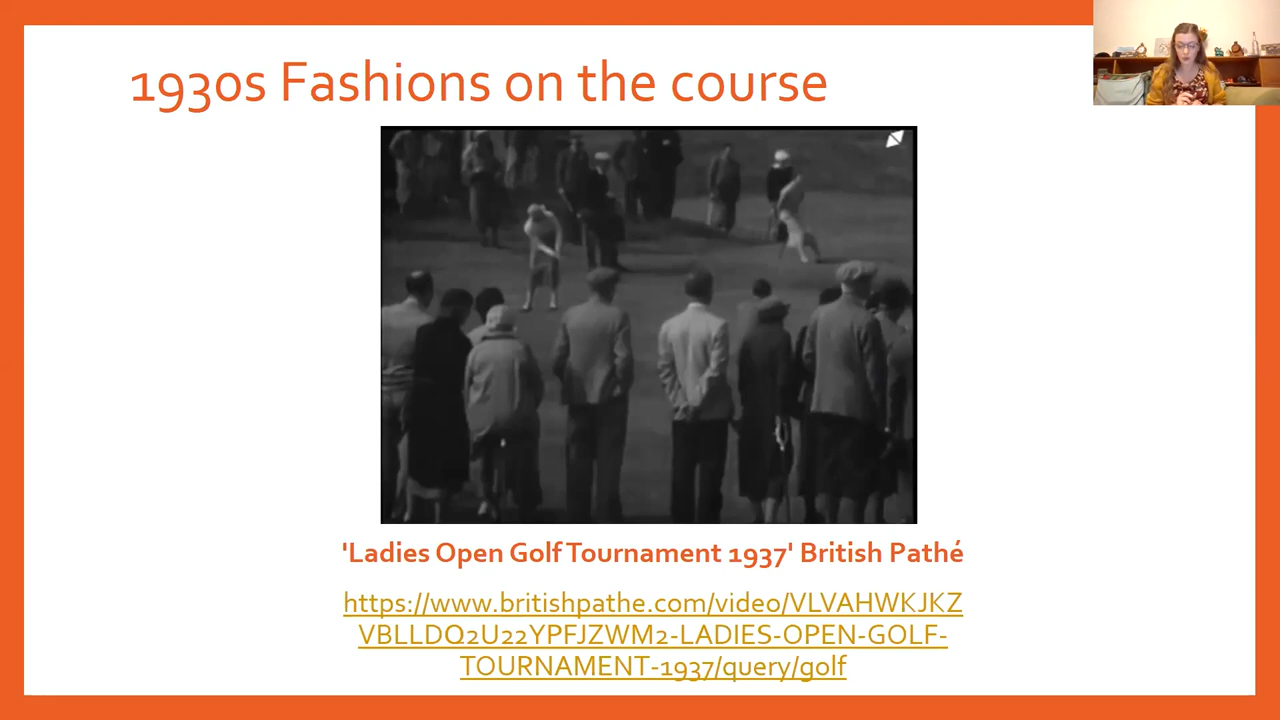 1930s Fashions on the course
'Ladies Open Golf Tournament 1937' British Pathé
https://www.britishpathe.com/video/VLVAHWKJKZ
VBLLDQ2U22YPFJZWM2-LADIES-OPEN-GOLF-
TOURNAMENT-1937/query/golf